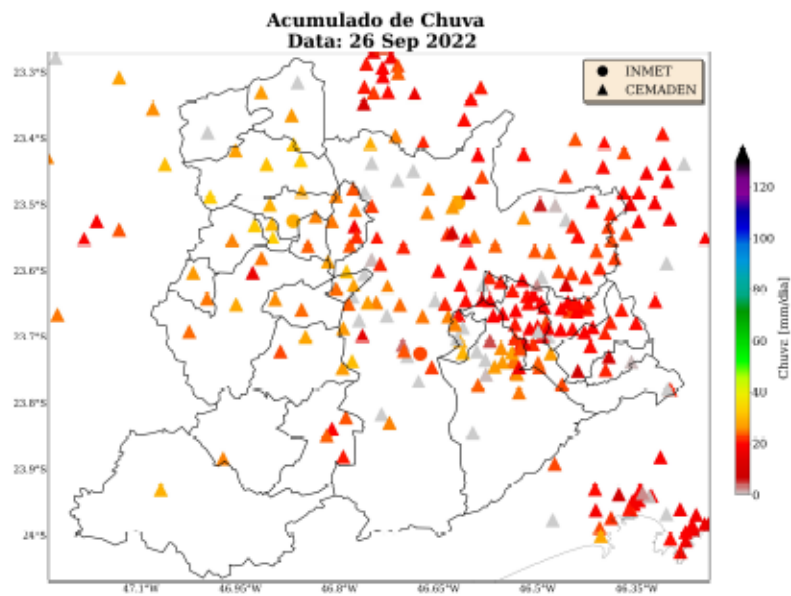 Acumulado de Chuva
Data: 26 Sep 2022
INMET
CEMADEN
23.3°S
23.4°S
23.5°S
23.6°S
23.7°S
23.8°S
23.9°S
24°S
47.1°W
46.95°W
46.8°W
46.65°W
46.5°W
46.35°W
120
100
80
60
40
20
0
Chuva [mm/dia]